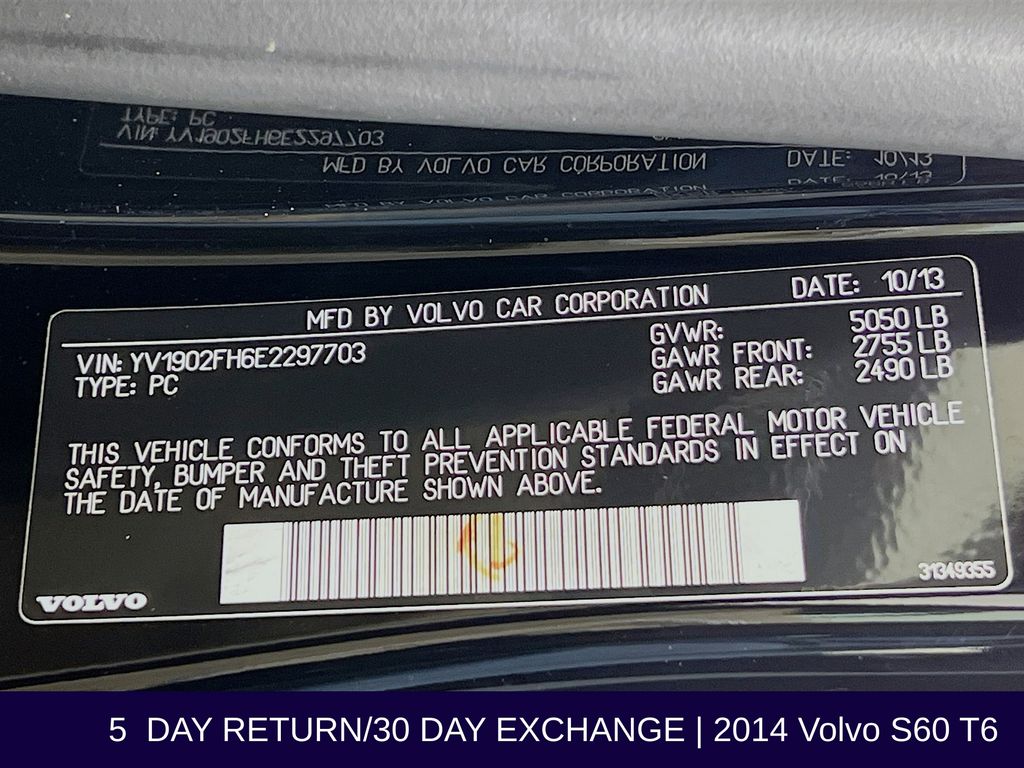 MFD BY VOLVO CAR CORPORATION DATE: 10/13
VIN: YV1902FH6E2297703
TYPE: PC
GVWR: 5050 LB
GAWR FRONT: 2755 LB
GAWR REAR: 2490 LB
THIS VEHICLE CONFORMS TO ALL APPLICABLE FEDERAL MOTOR VEHICLE
SAFETY, BUMPER AND THEFT PREVENTION STANDARDS IN EFFECT ON
THE DATE OF MANUFACTURE SHOWN ABOVE.
VOLVO
31349355
5 DAY RETURN/30 DAY EXCHANGE | 2014 Volvo S60 T6